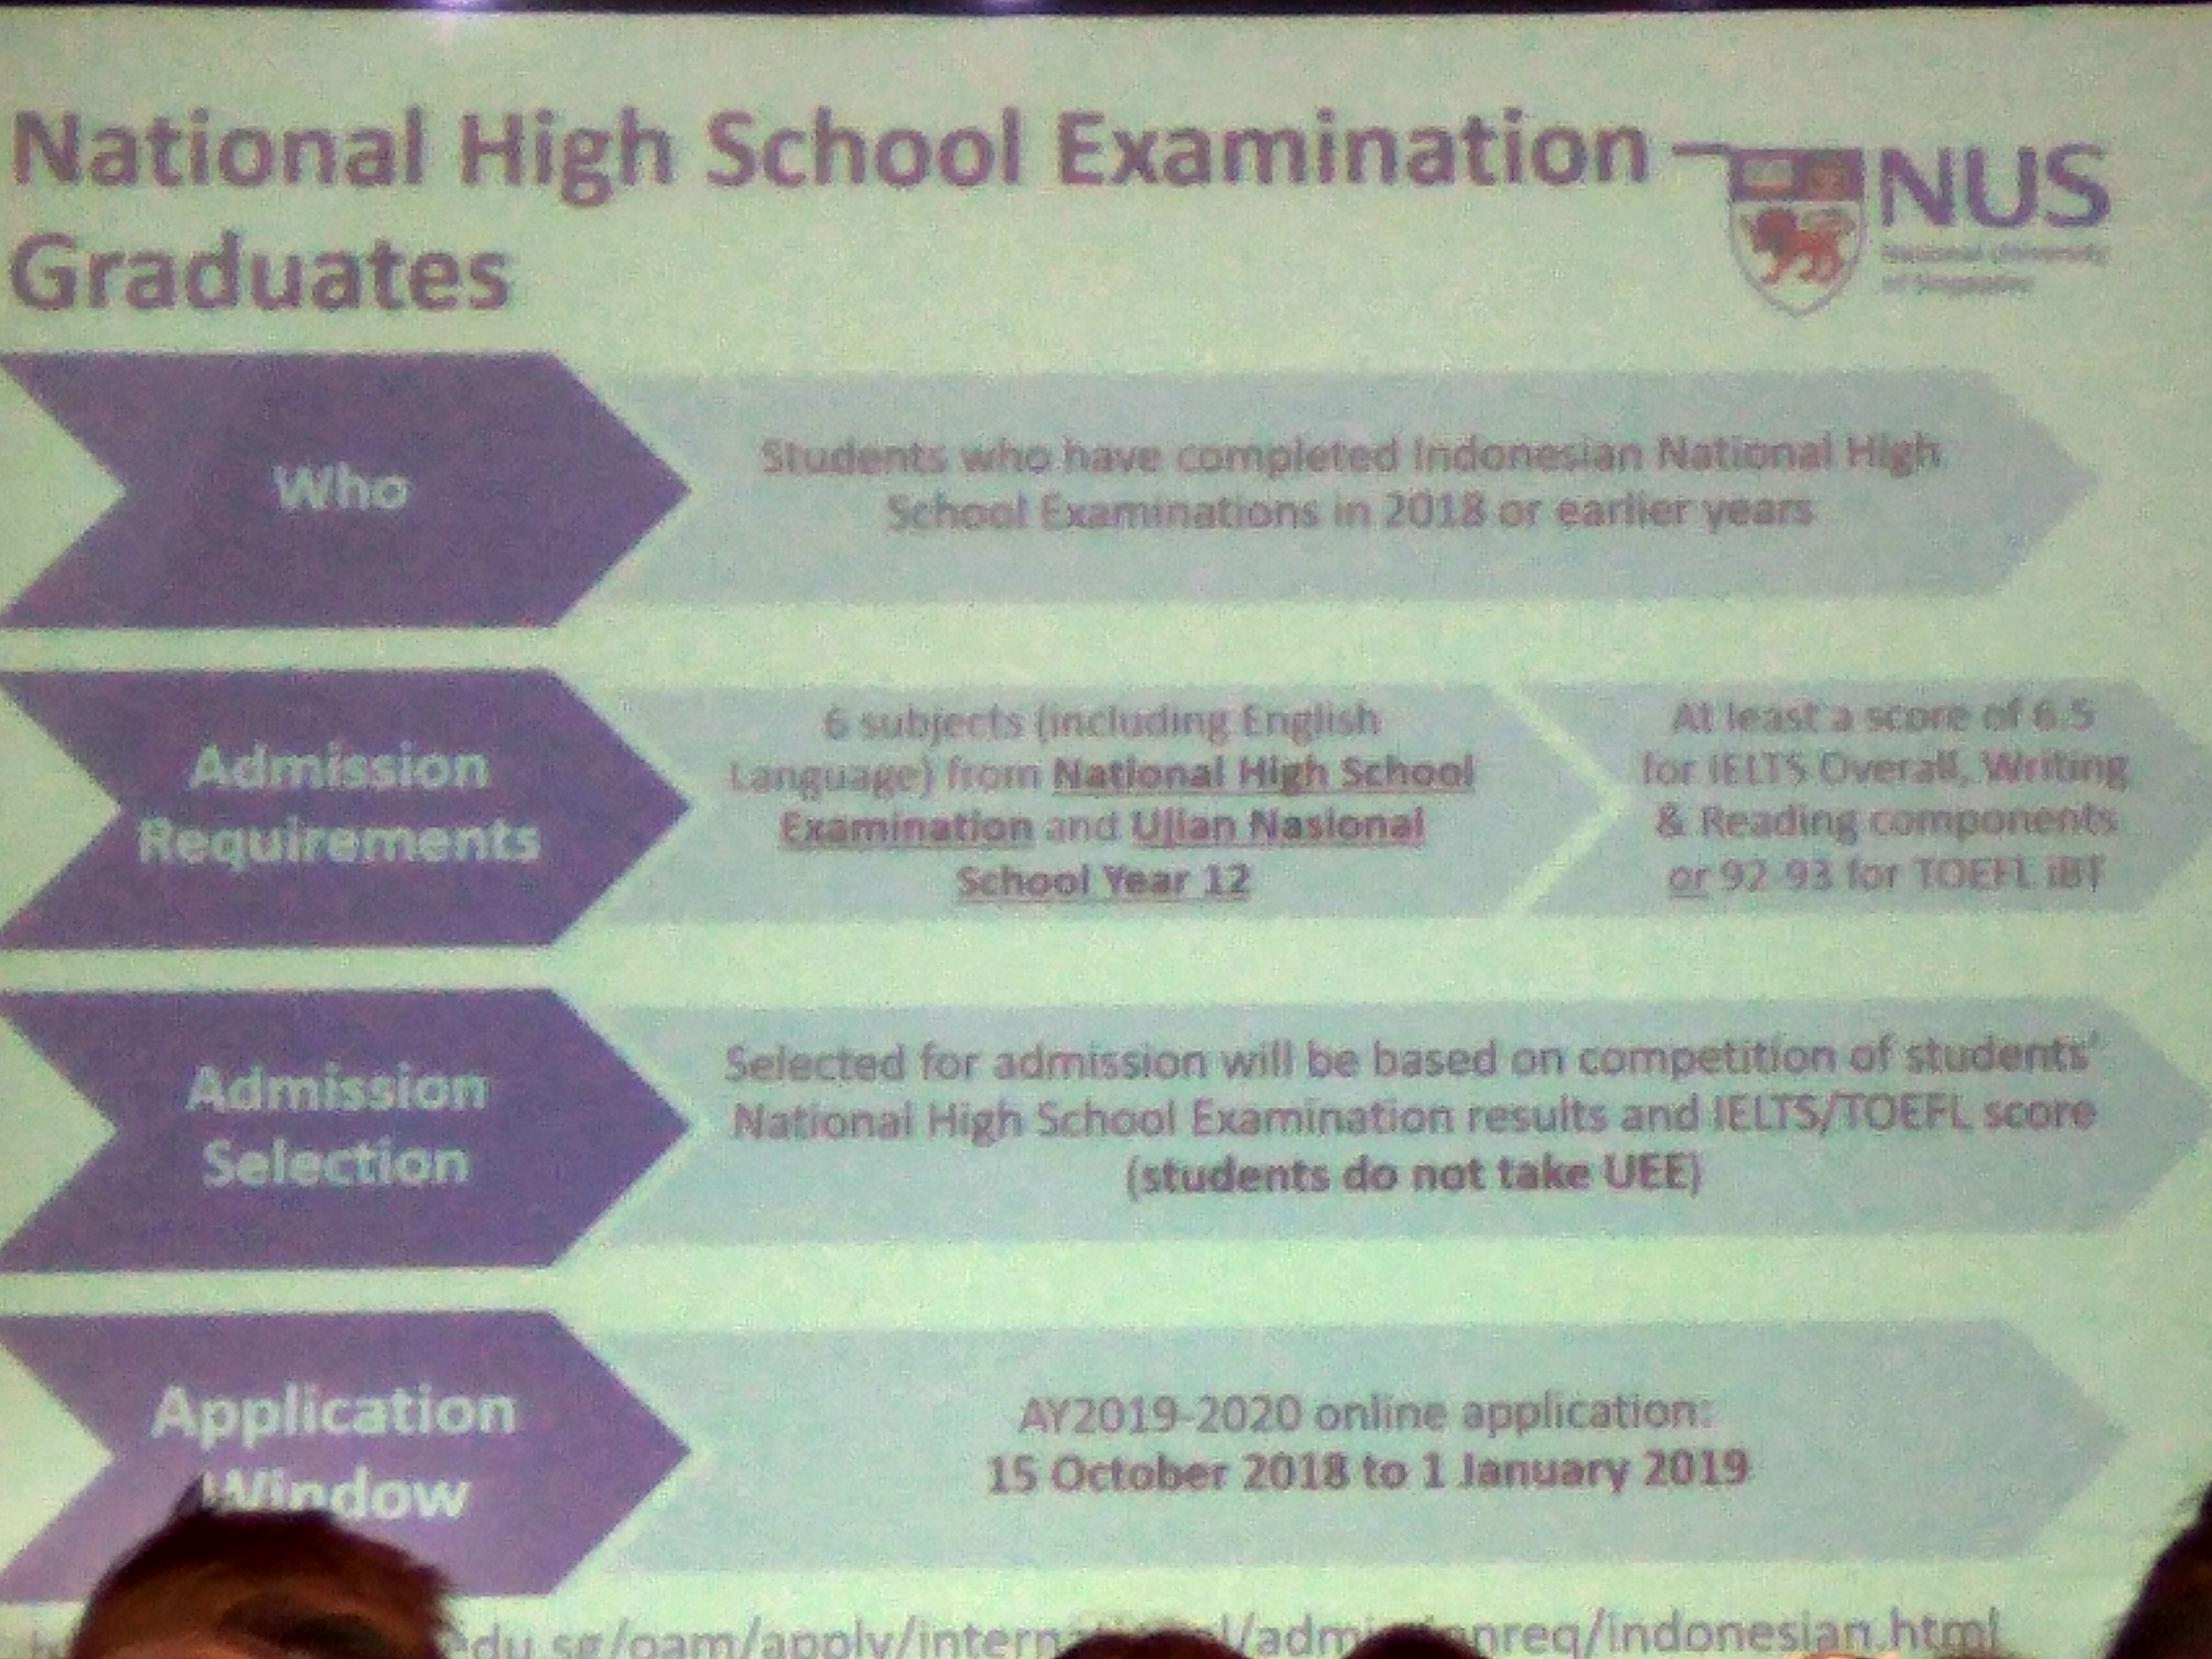 National High School Examination –
Graduates
NUS
National University
of Singapore
Who
Students who have completed Indonesian National High
School Examinations in 2018 or earlier years
Admission
Requirements
6 subjects (including English
Language) from National High School
Examination and Ujian Nasional
School Year 12
At least a score of 6.5
for IELTS Overall, Writing
& Reading components
or 92-93 for TOEFL iBT
Admission
Selection
Selected for admission will be based on competition of students'
National High School Examination results and IELTS/TOEFL score
(students do not take UEE)
Application
Window
AY2019-2020 online application:
15 October 2018 to 1 January 2019
edu.sg/oam/apply/intern l/adm nreq/indonesian.html